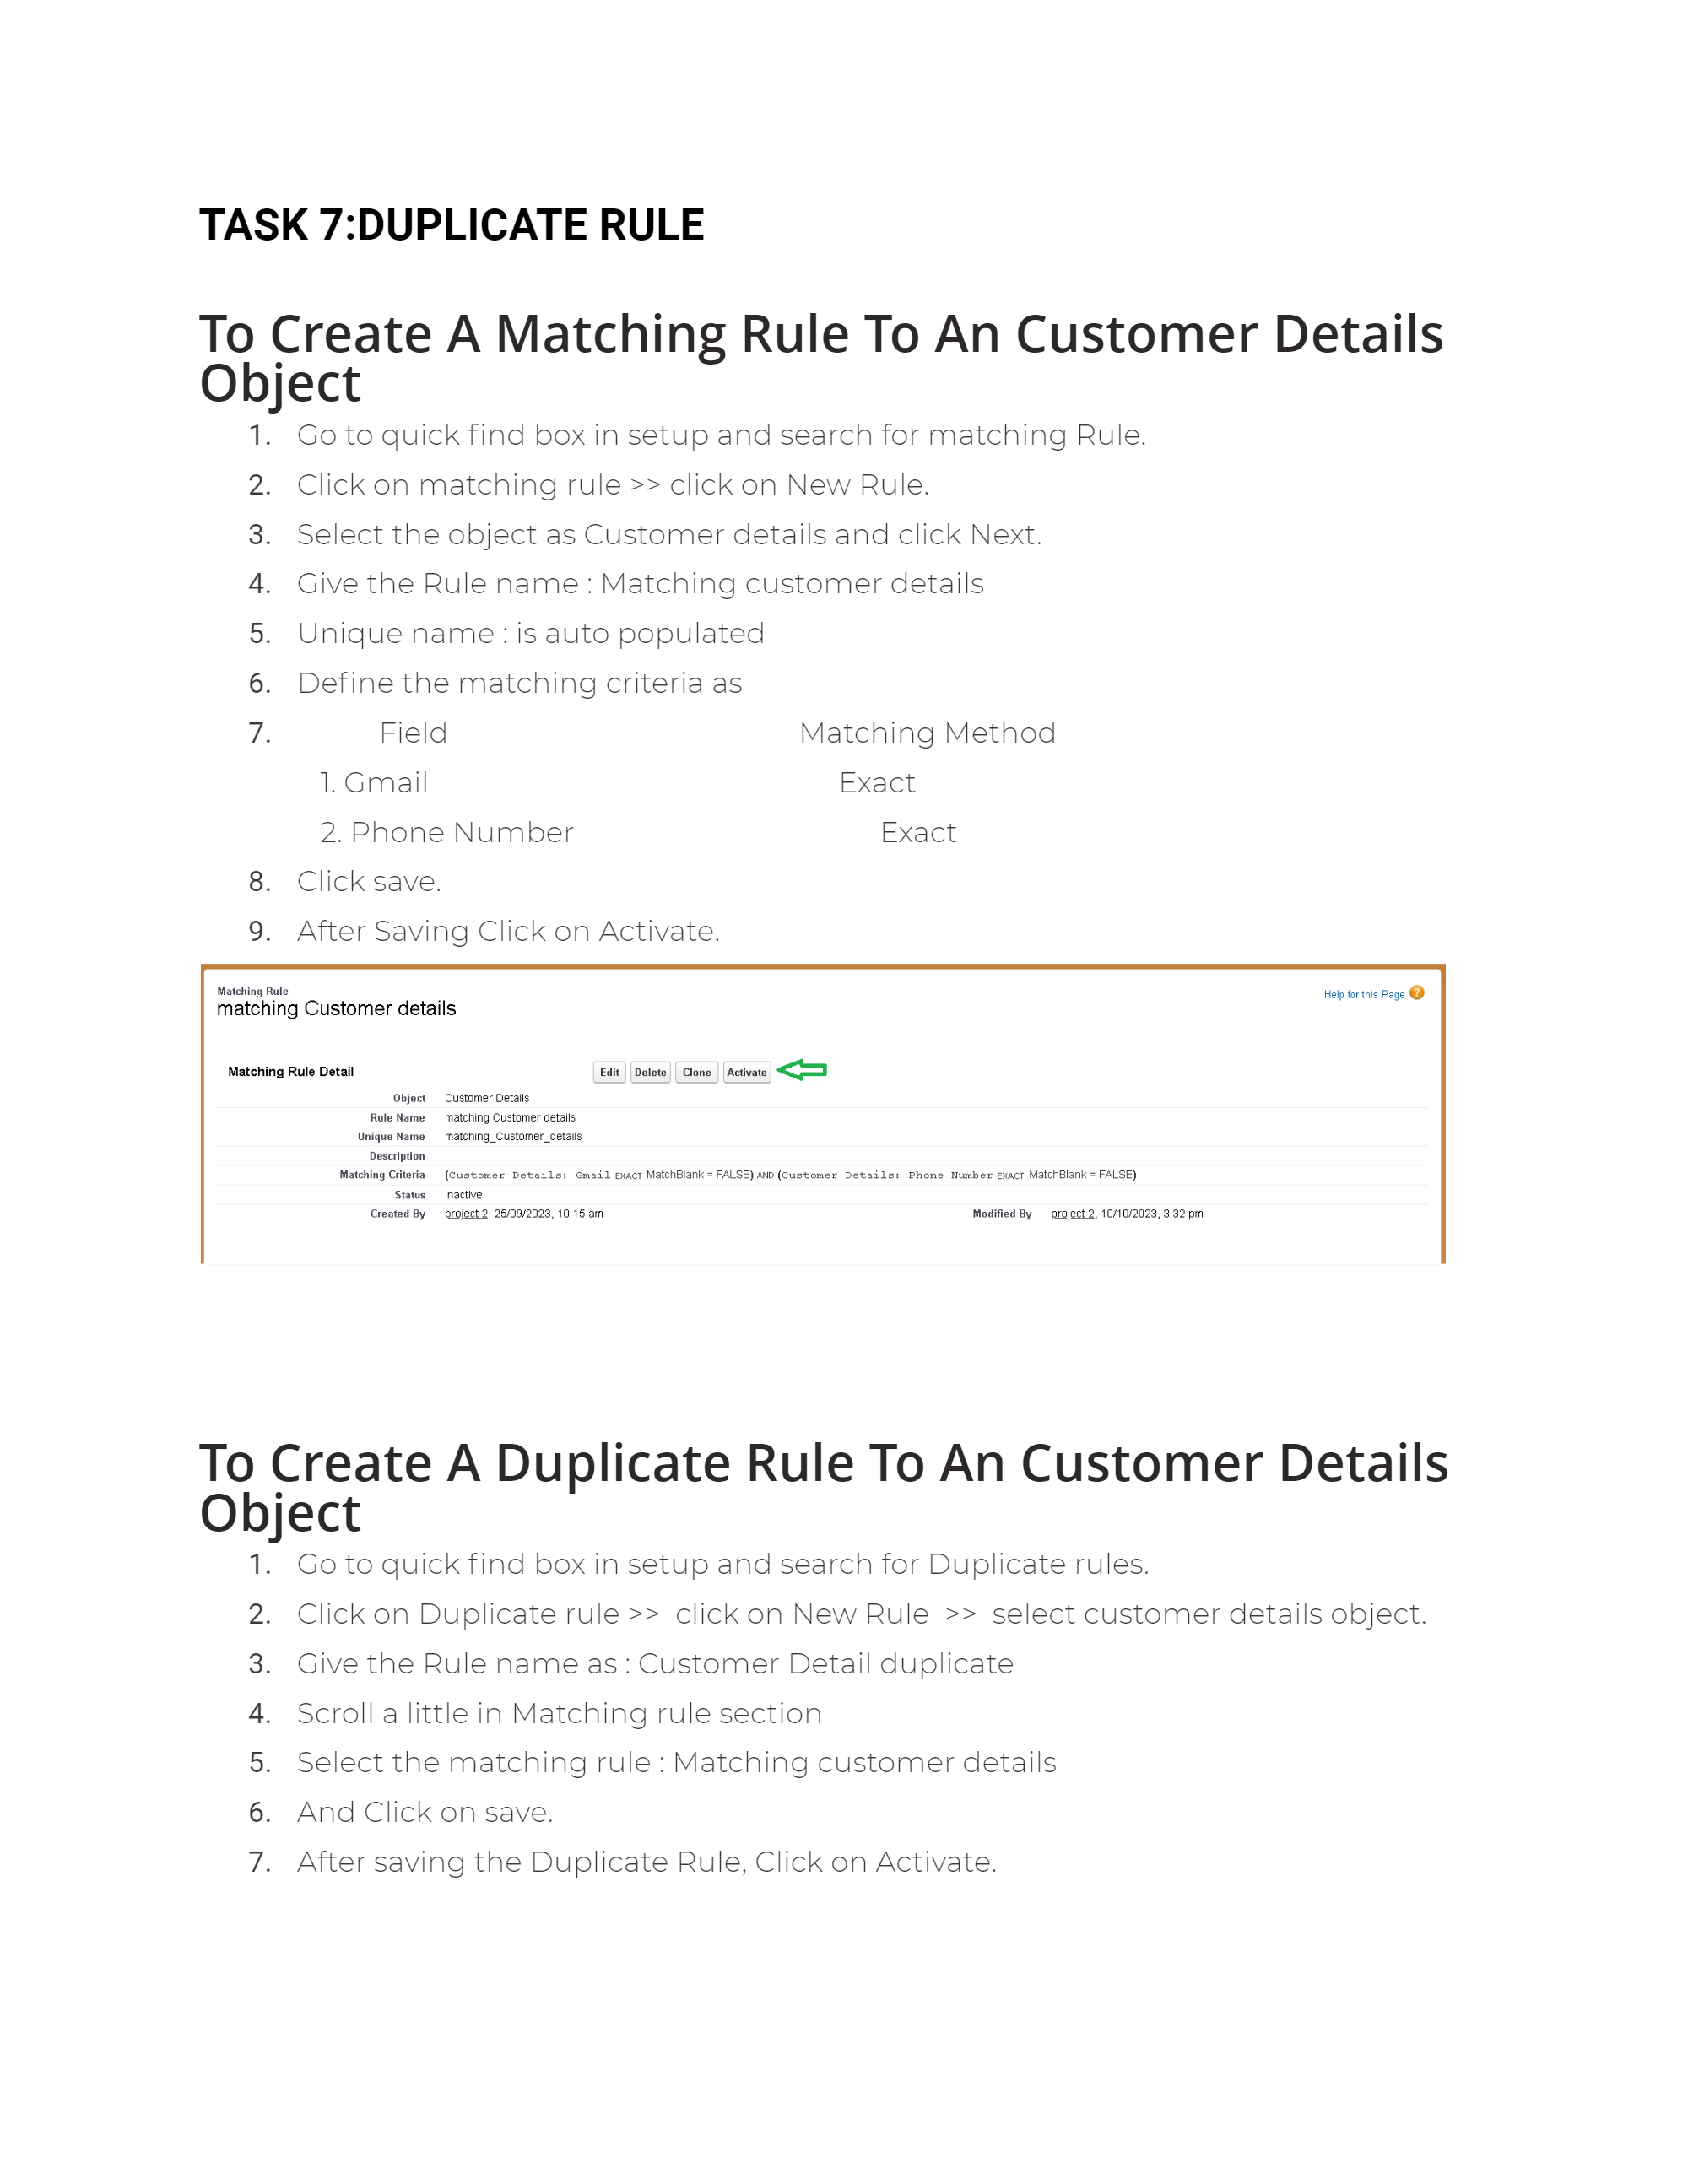 TASK 7:DUPLICATE RULE
To Create A Matching Rule To An Customer Details
Object
1. Go to quick find box in setup and search for matching Rule.
2. Click on matching rule >> click on New Rule.
3. Select the object as Customer details and click Next.
4. Give the Rule name : Matching customer details
5. Unique name : is auto populated
6. Define the matching criteria as
7. Field Matching Method
1. Gmail Exact
2. Phone Number Exact
8. Click save.
9. After Saving Click on Activate.
Matching Rule
matching Customer details
Help for this Page ?
Matching Rule Detail Edit Delete Clone Activate
Object Customer Details
Rule Name matching Customer details
Unique Name matching_Customer_details
Description
Matching Criteria (Customer Details: Gmail EXACT MatchBlank = FALSE) AND (Customer Details: Phone_Number EXACT MatchBlank = FALSE)
Status Inactive
Created By project 2, 25/09/2023, 10:15 am Modified By project 2, 10/10/2023, 3:32 pm
To Create A Duplicate Rule To An Customer Details
Object
1. Go to quick find box in setup and search for Duplicate rules.
2. Click on Duplicate rule >> click on New Rule >> select customer details object.
3. Give the Rule name as : Customer Detail duplicate
4. Scroll a little in Matching rule section
5. Select the matching rule : Matching customer details
6. And Click on save.
7. After saving the Duplicate Rule, Click on Activate.